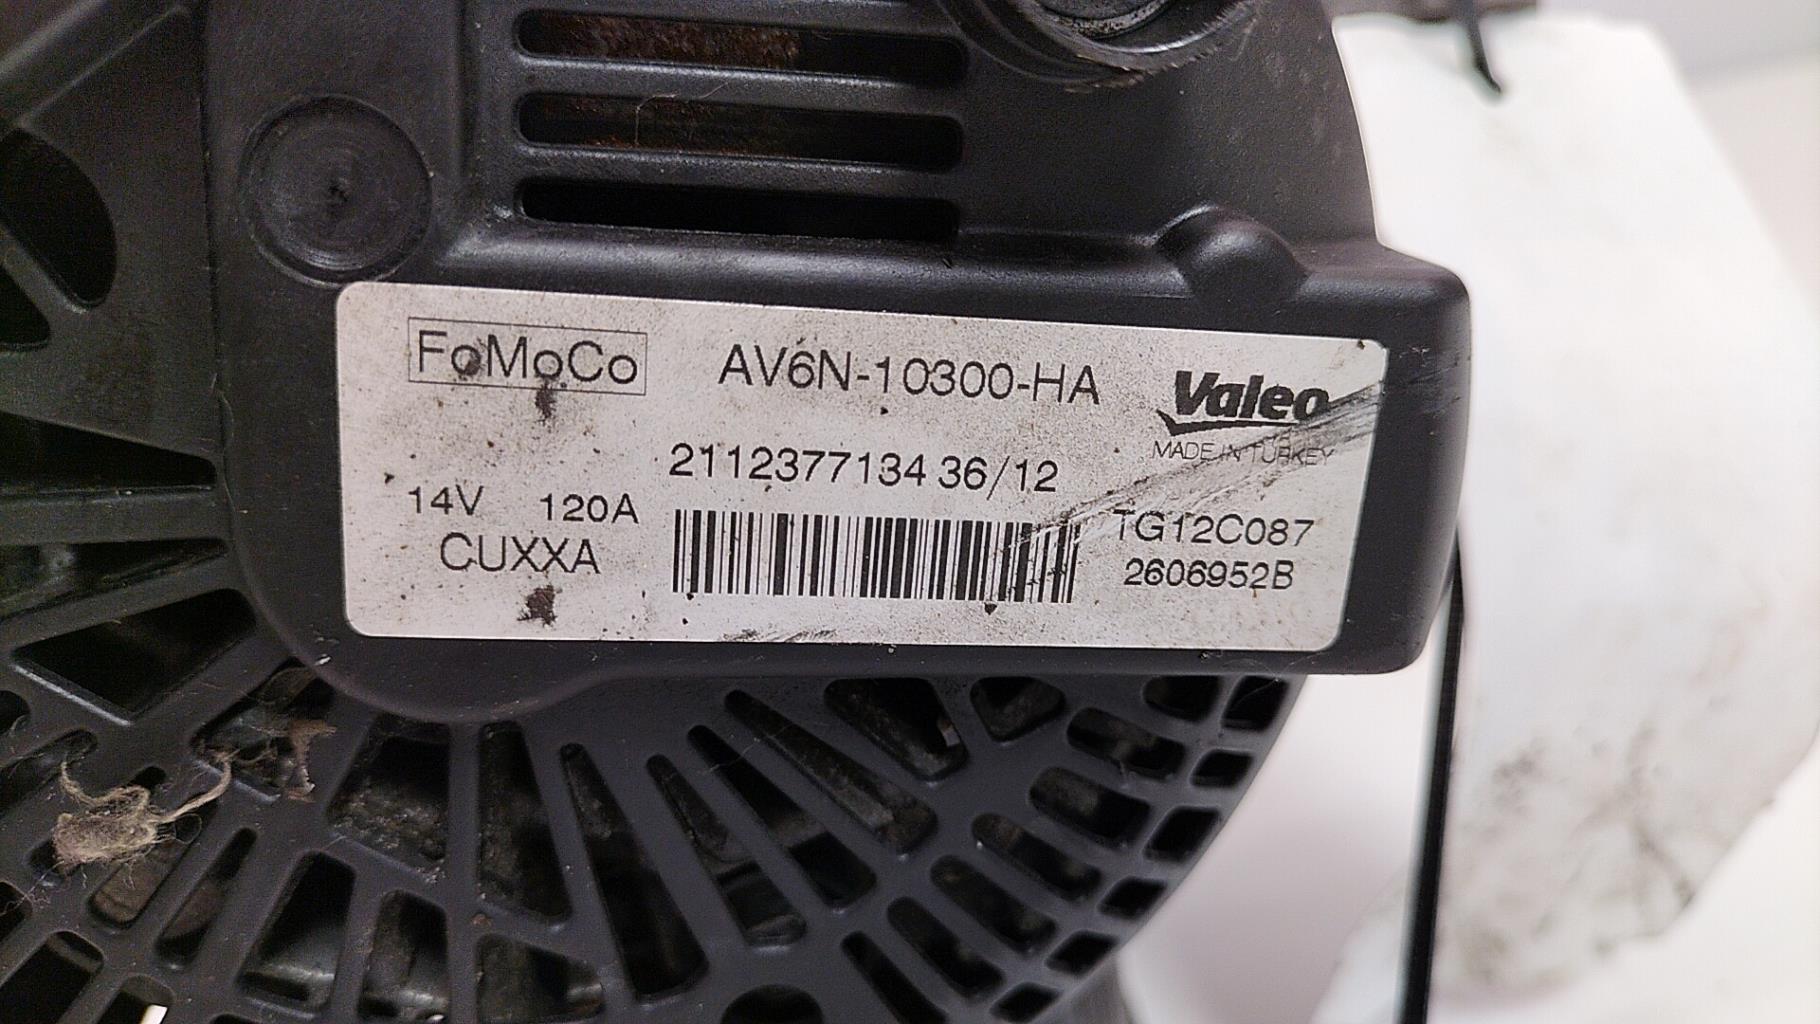 FoMoCo AV6N-10300-HA Valeo
MADE IN TURKEY
2112377134 36/12
14V 120A TG12C087
CUXXA 2606952B